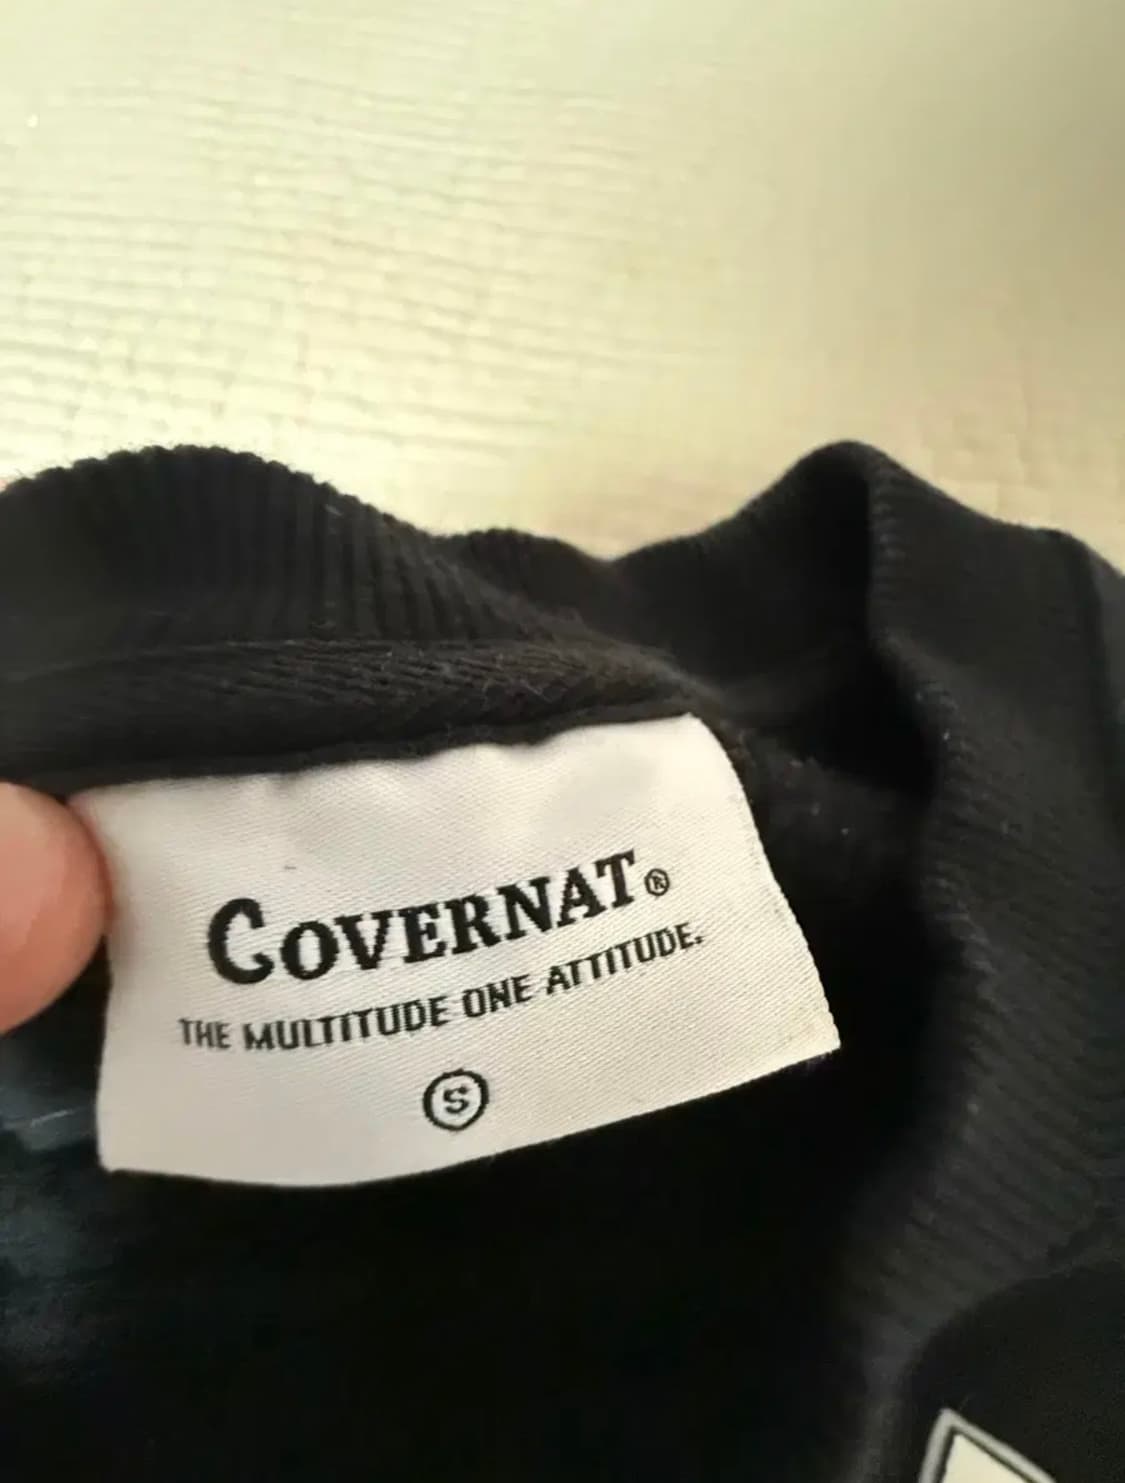 COVERNAT®
THE MULTITUDE ONE ATTITUDE.
S